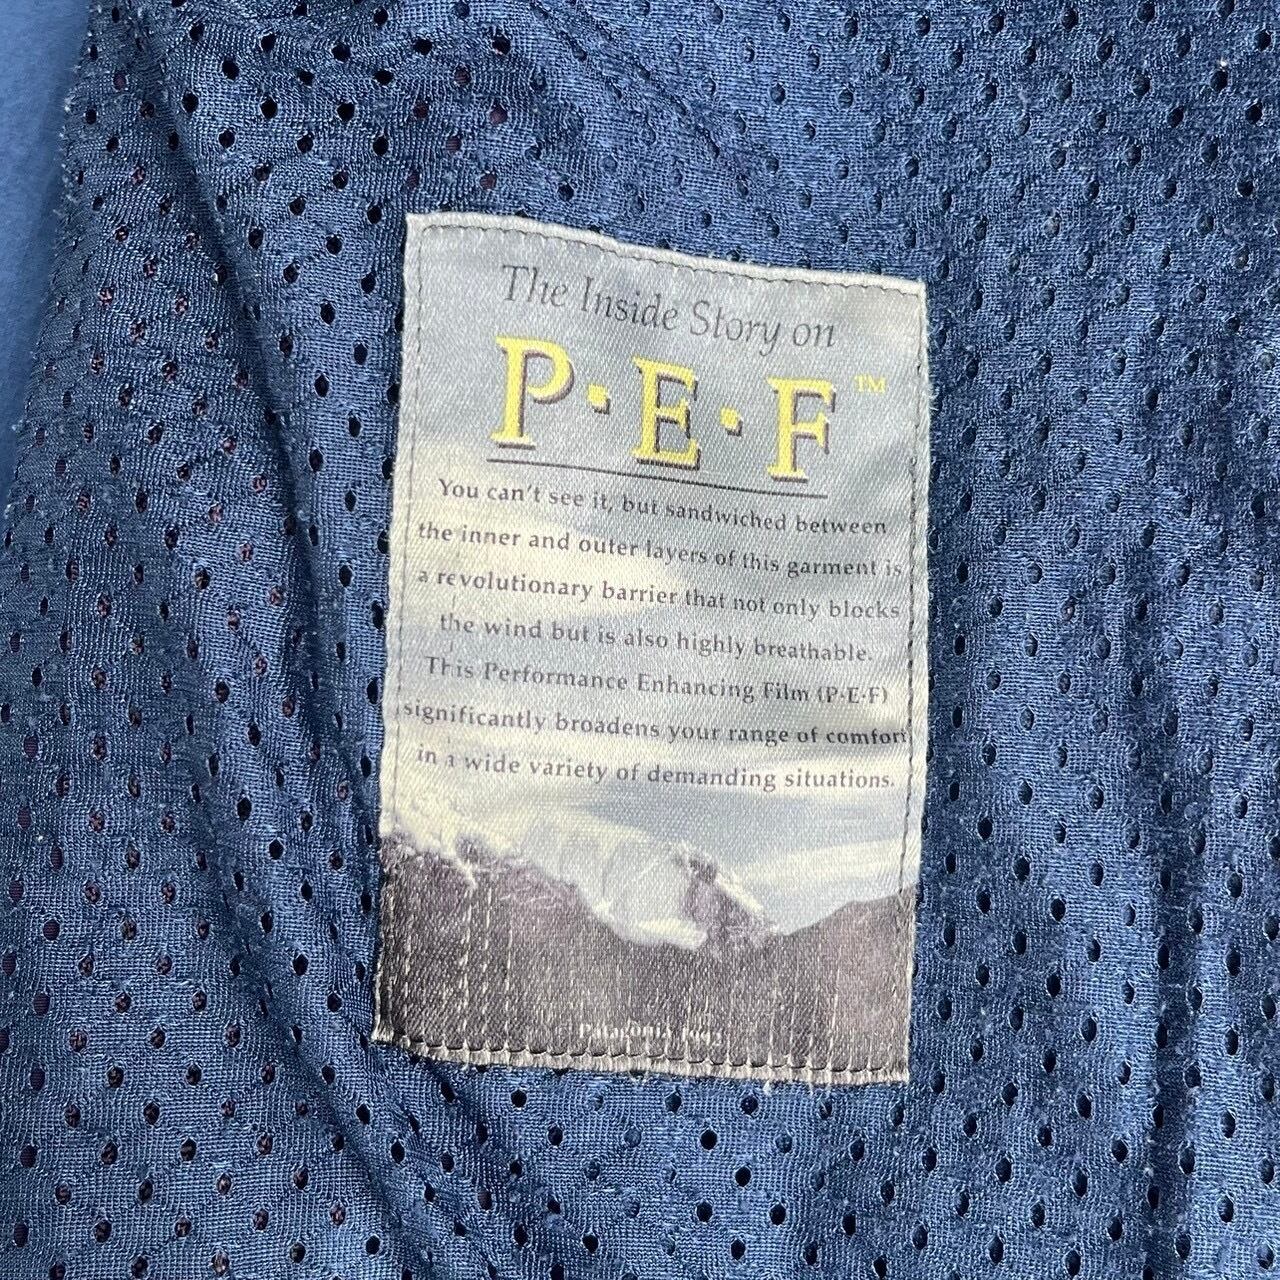 The Inside Story on
P·E·F™
You can't see it, but sandwiched between
the inner and outer layers of this garment is
a revolutionary barrier that not only blocks
the wind but is also highly breathable.
This Performance Enhancing Film (P·E·F)
significantly broadens your range of comfort
in a wide variety of demanding situations.
Patagonia